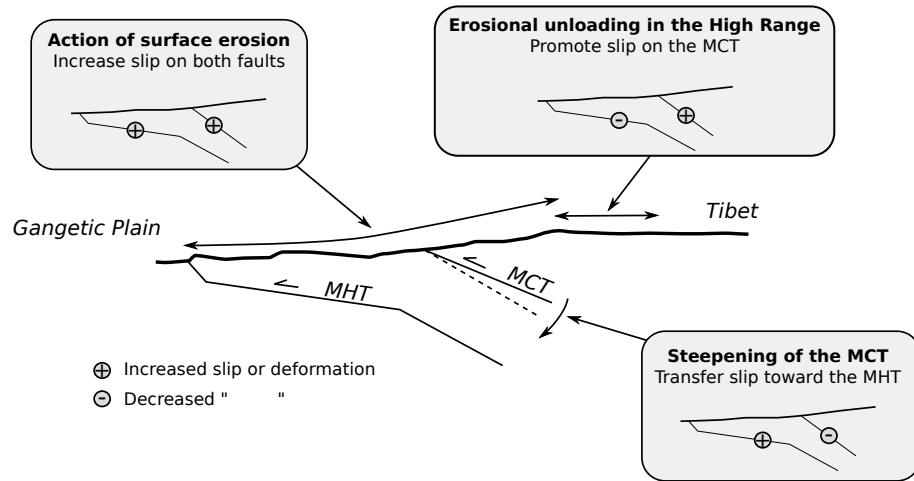 Action of surface erosion
Increase slip on both faults
+
+
Erosional unloading in the High Range
Promote slip on the MCT
-
+
Gangetic Plain
Tibet
MHT
MCT
+ Increased slip or deformation
- Decreased " "
Steepening of the MCT
Transfer slip toward the MHT
+
-